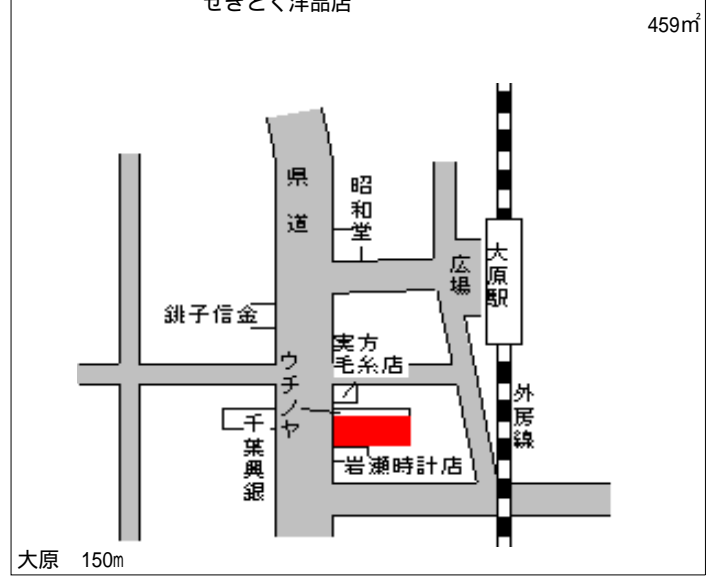 せきとく洋品店
459㎡
県道
昭和堂
広場
大原駅
銚子信金
実方
毛糸店
ウチノヤ
千葉興銀
岩瀬時計店
外房線
大原 150m